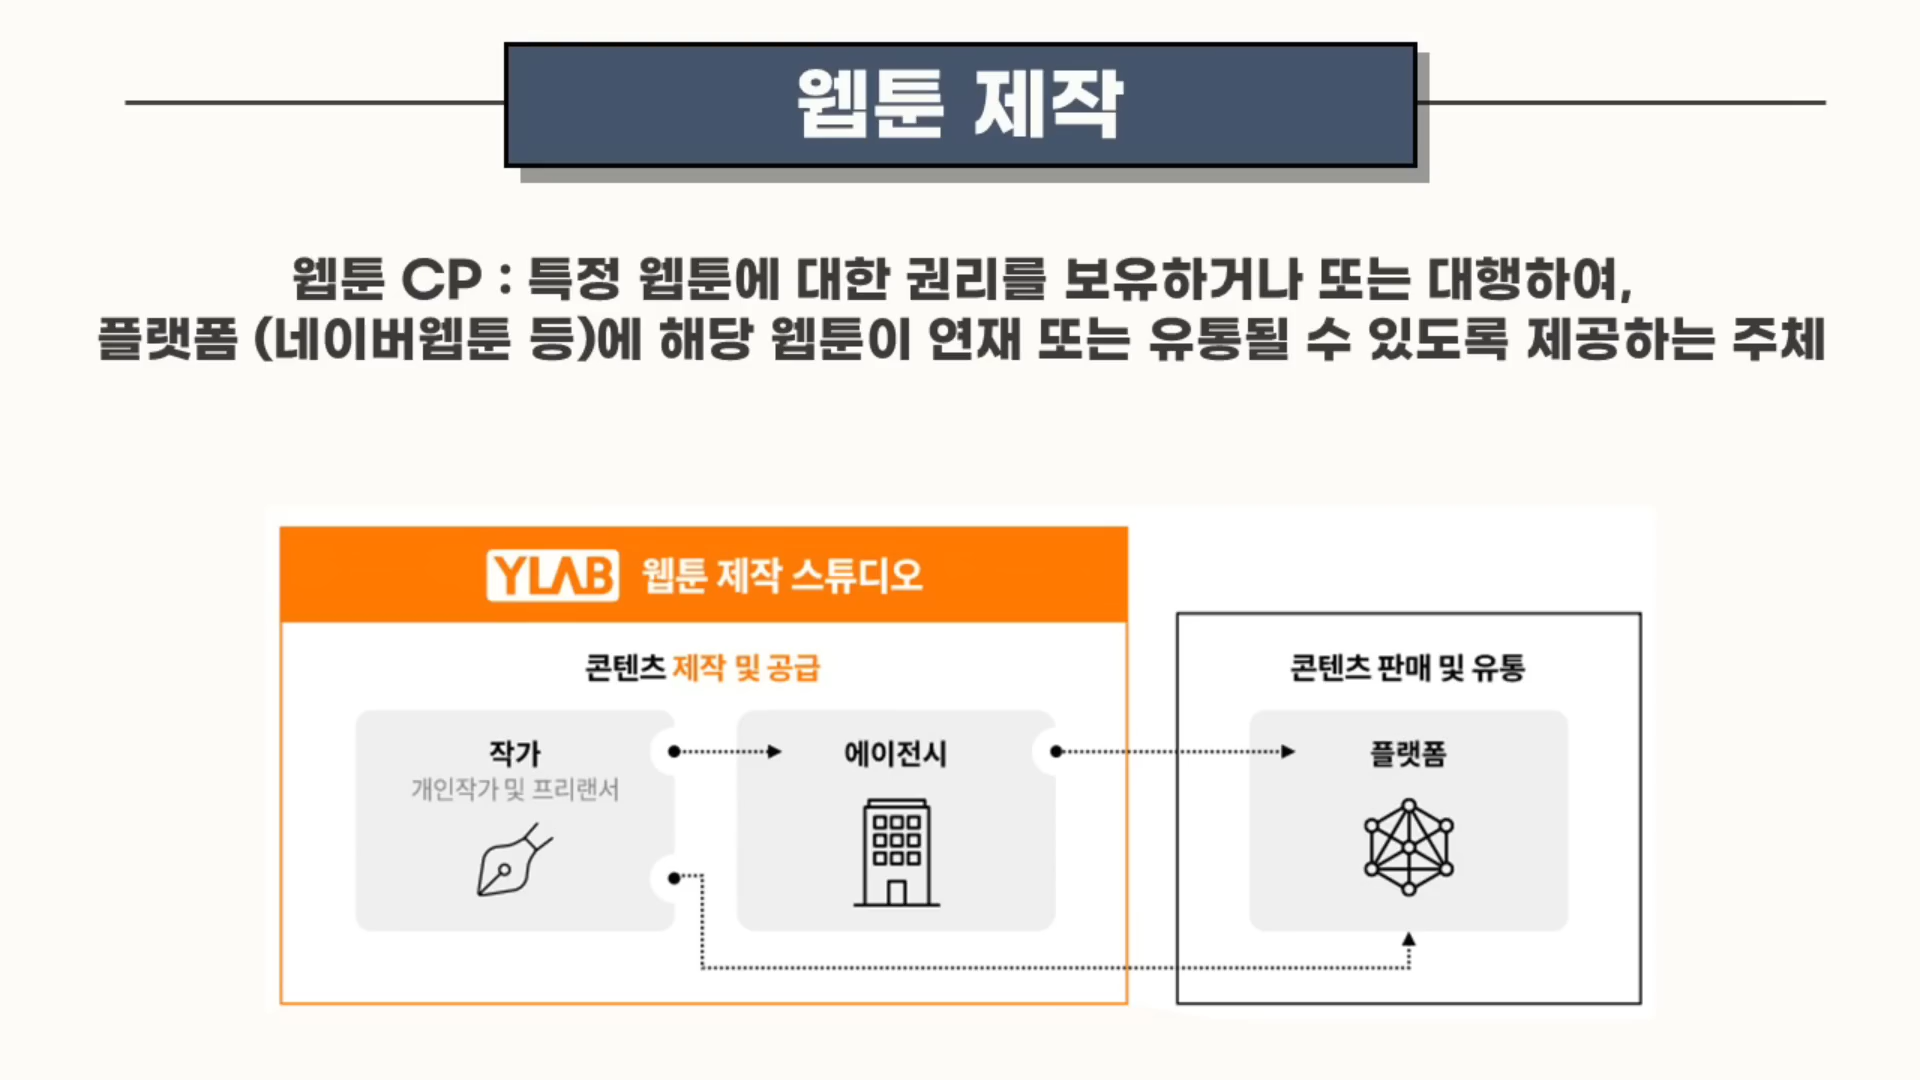 웹툰 제작
웹툰 CP : 특정 웹툰에 대한 권리를 보유하거나 또는 대행하여,
플랫폼 (네이버웹툰 등)에 해당 웹툰이 연재 또는 유통될 수 있도록 제공하는 주체
YLAB 웹툰 제작 스튜디오
콘텐츠 제작 및 공급
작가
개인작가 및 프리랜서
에이전시
콘텐츠 판매 및 유통
플랫폼